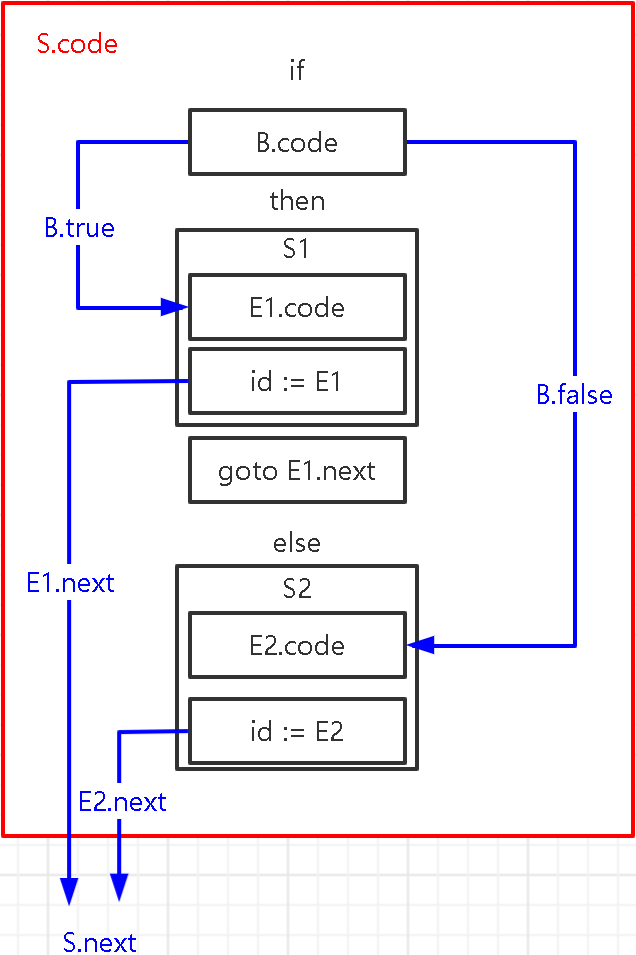 S.code
if
B.code
then
B.true
S1
E1.code
id := E1
B.false
goto E1.next
else
E1.next
S2
E2.code
id := E2
E2.next
S.next